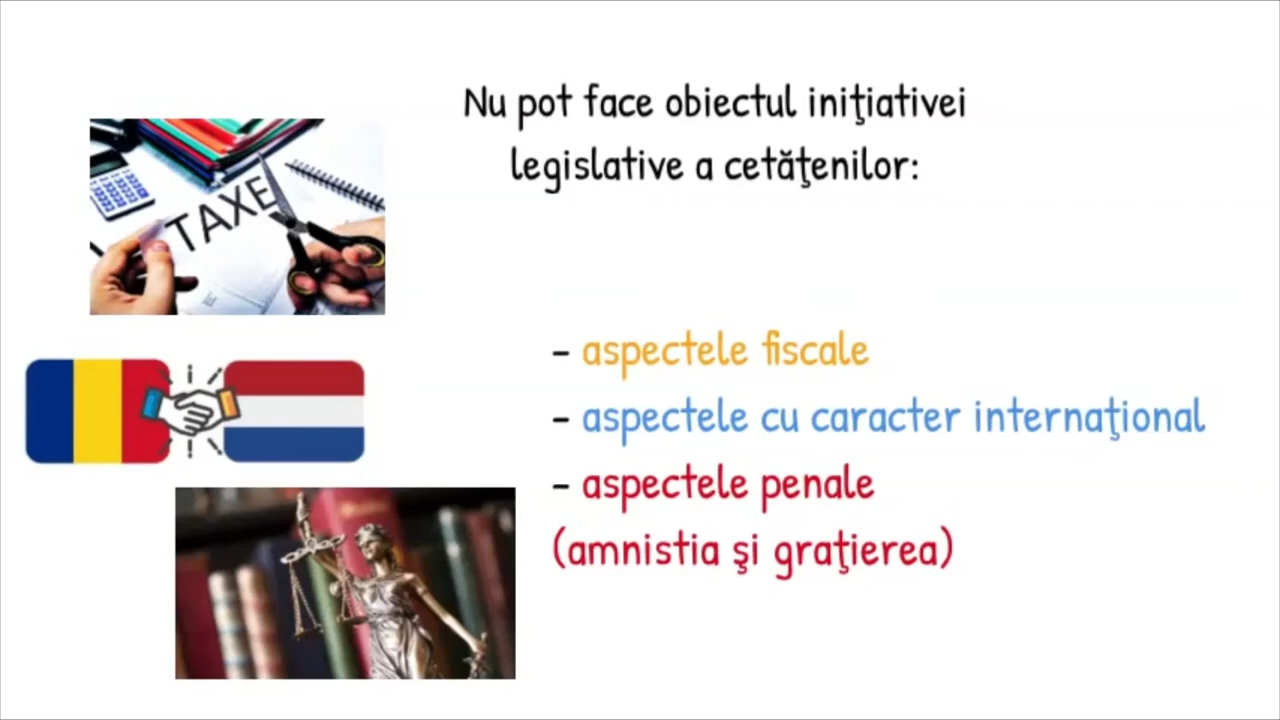 Nu pot face obiectul iniţiativei
legislative a cetăţenilor:
TAXE
- aspectele fiscale
- aspectele cu caracter internaţional
- aspectele penale
(amnistia şi graţierea)